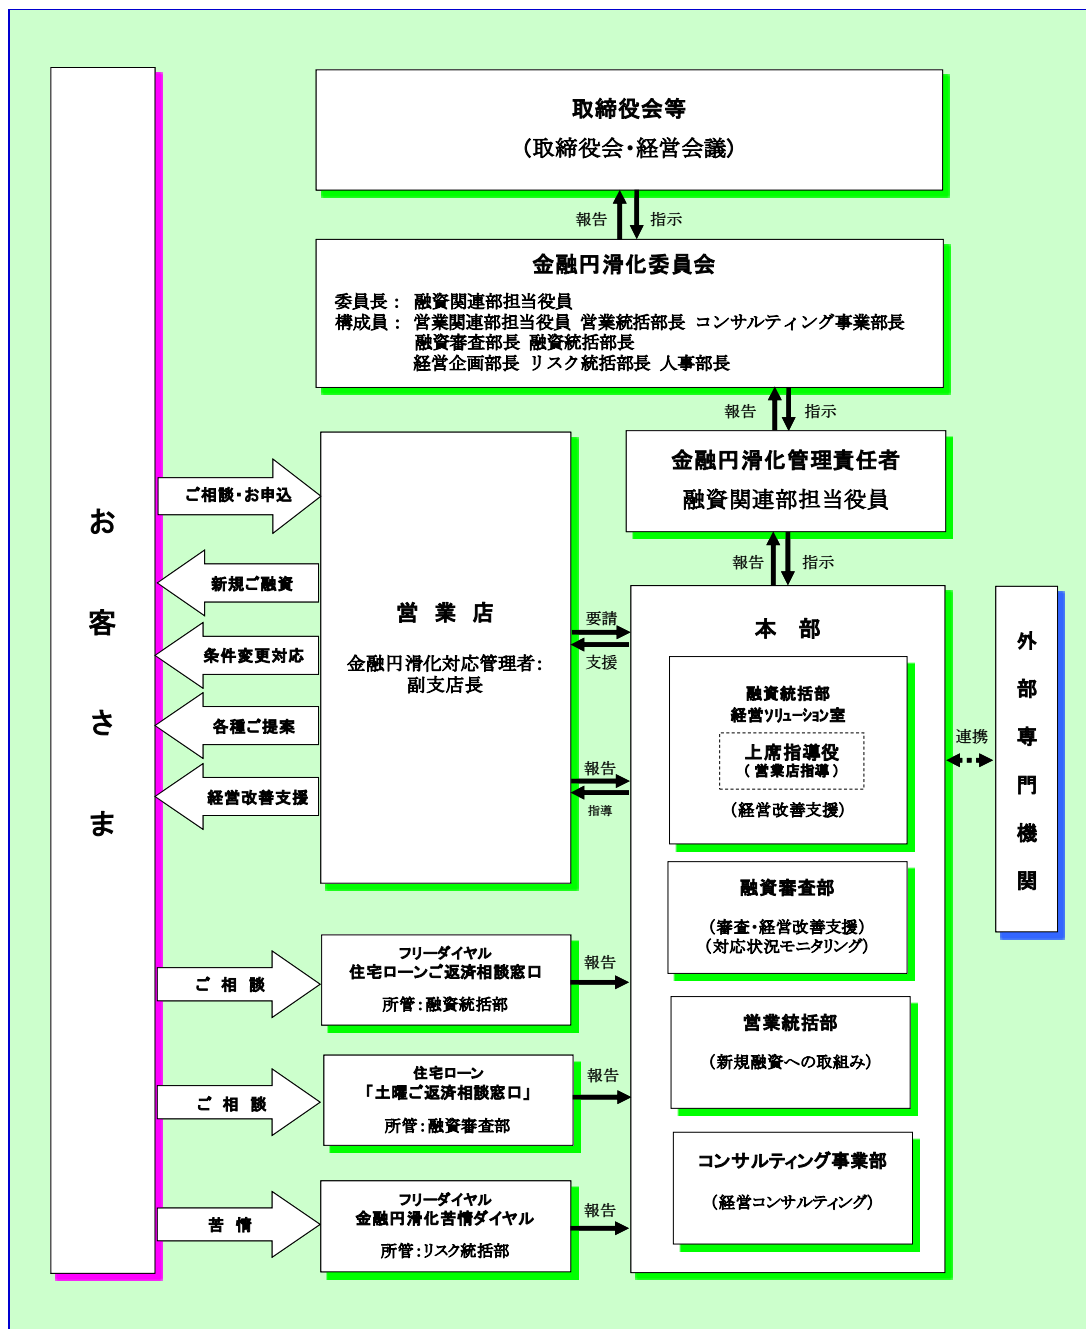 取締役会等
(取締役会・経営会議)
報告
指示
金融円滑化委員会
委員長： 融資関連部担当役員
構成員： 営業関連部担当役員 営業統括部長 コンサルティング事業部長
融資審査部長 融資統括部長
経営企画部長 リスク統括部長 人事部長
報告
指示
金融円滑化管理責任者
融資関連部担当役員
報告
指示
お客さま
ご相談・お申込
新規ご融資
条件変更対応
各種ご提案
経営改善支援
営業店
金融円滑化対応管理者：
副支店長
要請
支援
報告
指導
本部
融資統括部
経営ソリューション室
上席指導役
(営業店指導)
(経営改善支援)
融資審査部
(審査・経営改善支援)
(対応状況モニタリング)
営業統括部
(新規融資への取組み)
コンサルティング事業部
(経営コンサルティング)
連携
外部専門機関
ご相談
フリーダイヤル
住宅ローンご返済相談窓口
所管：融資統括部
報告
ご相談
住宅ローン
「土曜ご返済相談窓口」
所管：融資審査部
報告
苦情
フリーダイヤル
金融円滑化苦情ダイヤル
所管：リスク統括部
報告